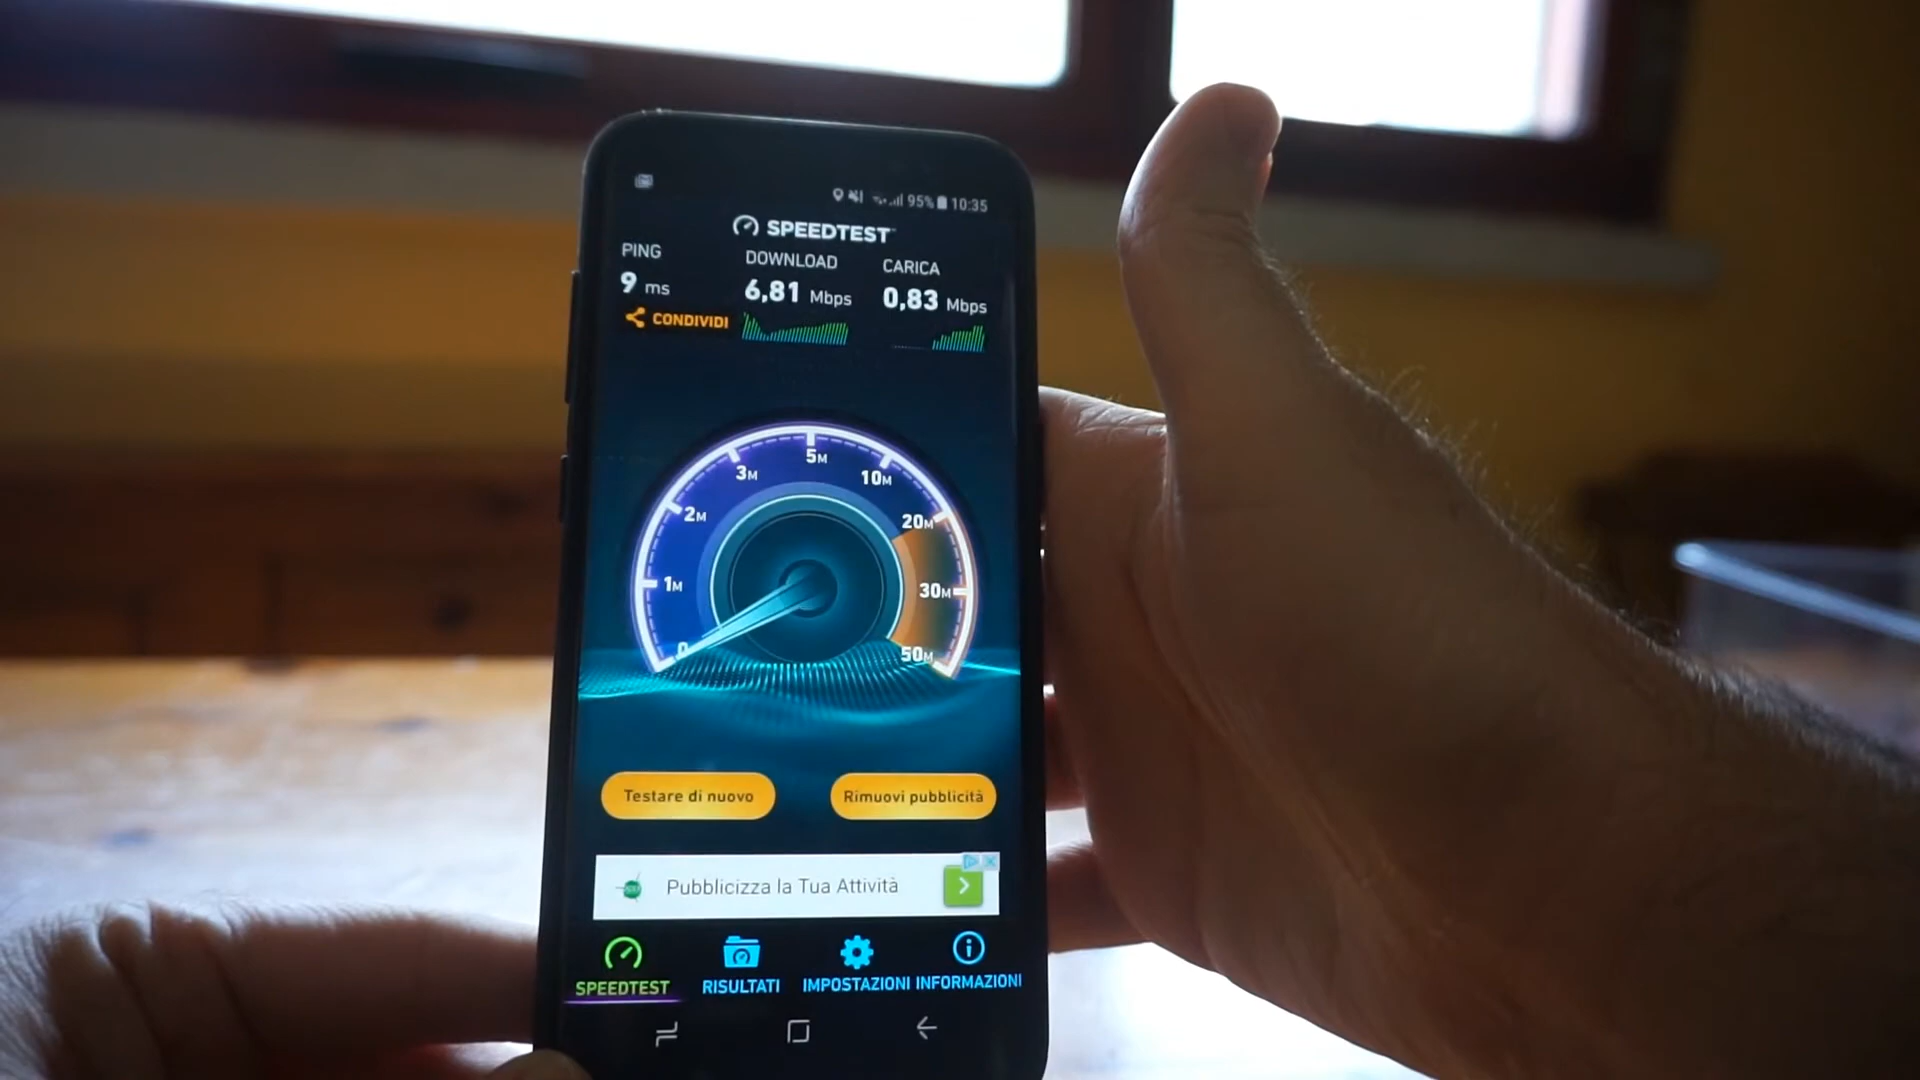 95% 10:35
SPEEDTEST
PING
DOWNLOAD
CARICA
9 ms
6,81 Mbps
0,83 Mbps
CONDIVIDI
5M
3M
10M
2M
20M
1M
30M
0
50M
Testare di nuovo
Rimuovi pubblicità
Pubblicizza la Tua Attività
SPEEDTEST
RISULTATI
IMPOSTAZIONI
INFORMAZIONI